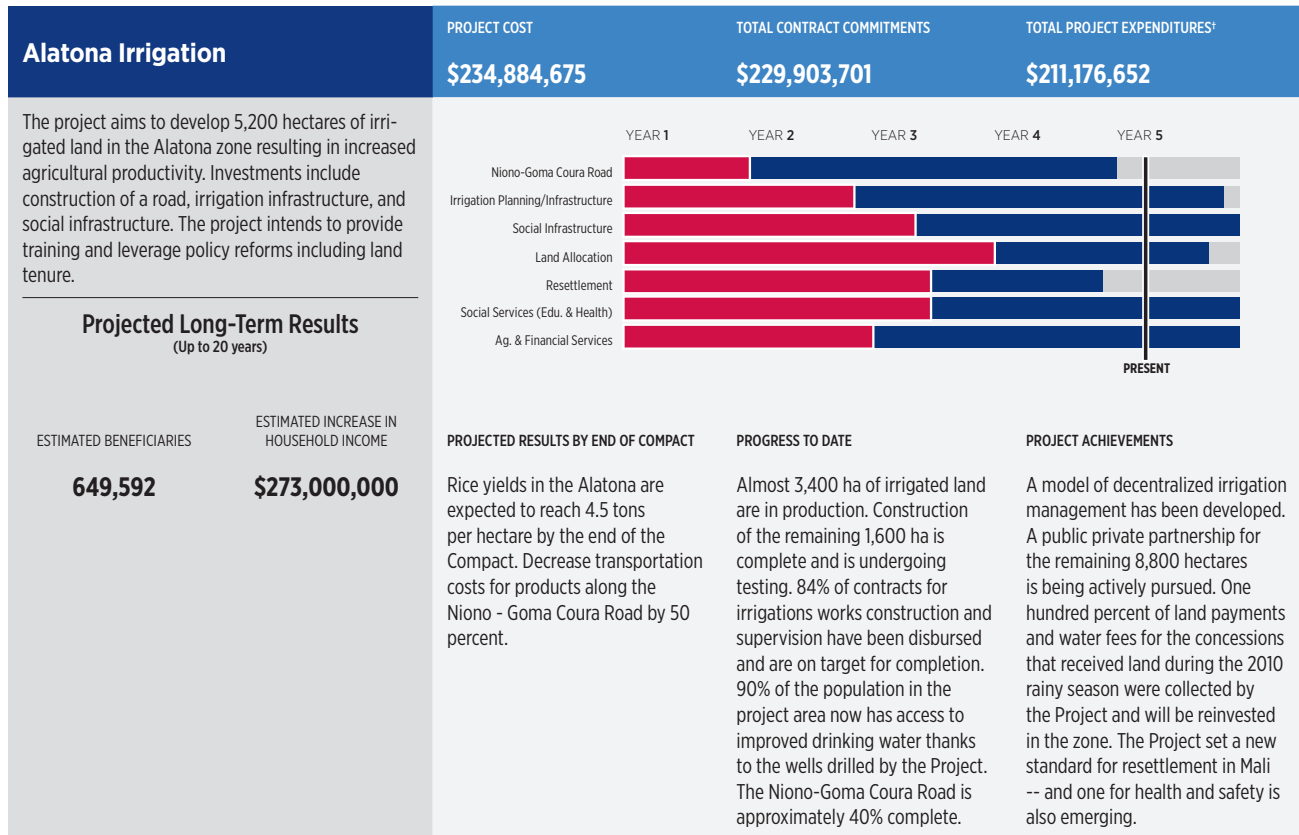 Alatona Irrigation
PROJECT COST
$234,884,675
TOTAL CONTRACT COMMITMENTS
$229,903,701
TOTAL PROJECT EXPENDITURES†
$211,176,652
The project aims to develop 5,200 hectares of irri-
gated land in the Alatona zone resulting in increased
agricultural productivity. Investments include
construction of a road, irrigation infrastructure, and
social infrastructure. The project intends to provide
training and leverage policy reforms including land
tenure.
Projected Long-Term Results
(Up to 20 years)
ESTIMATED BENEFICIARIES
649,592
ESTIMATED INCREASE IN
HOUSEHOLD INCOME
$273,000,000
YEAR 1 YEAR 2 YEAR 3 YEAR 4 YEAR 5
Niono-Goma Coura Road
Irrigation Planning/Infrastructure
Social Infrastructure
Land Allocation
Resettlement
Social Services (Edu. & Health)
Ag. & Financial Services
PRESENT
PROJECTED RESULTS BY END OF COMPACT
Rice yields in the Alatona are
expected to reach 4.5 tons
per hectare by the end of the
Compact. Decrease transportation
costs for products along the
Niono - Goma Coura Road by 50
percent.
PROGRESS TO DATE
Almost 3,400 ha of irrigated land
are in production. Construction
of the remaining 1,600 ha is
complete and is undergoing
testing. 84% of contracts for
irrigations works construction and
supervision have been disbursed
and are on target for completion.
90% of the population in the
project area now has access to
improved drinking water thanks
to the wells drilled by the Project.
The Niono-Goma Coura Road is
approximately 40% complete.
PROJECT ACHIEVEMENTS
A model of decentralized irrigation
management has been developed.
A public private partnership for
the remaining 8,800 hectares
is being actively pursued. One
hundred percent of land payments
and water fees for the concessions
that received land during the 2010
rainy season were collected by
the Project and will be reinvested
in the zone. The Project set a new
standard for resettlement in Mali
-- and one for health and safety is
also emerging.